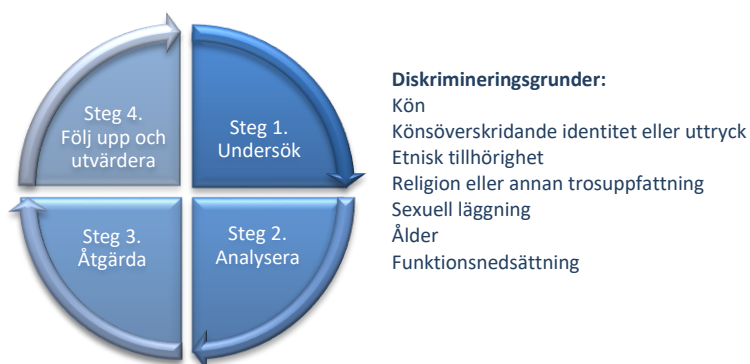 Steg 4.
Följ upp och
utvärdera
Steg 1.
Undersök
Steg 3.
Åtgärda
Steg 2.
Analysera
Diskrimineringsgrunder:
Kön
Könsöverskridande identitet eller uttryck
Etnisk tillhörighet
Religion eller annan trosuppfattning
Sexuell läggning
Ålder
Funktionsnedsättning